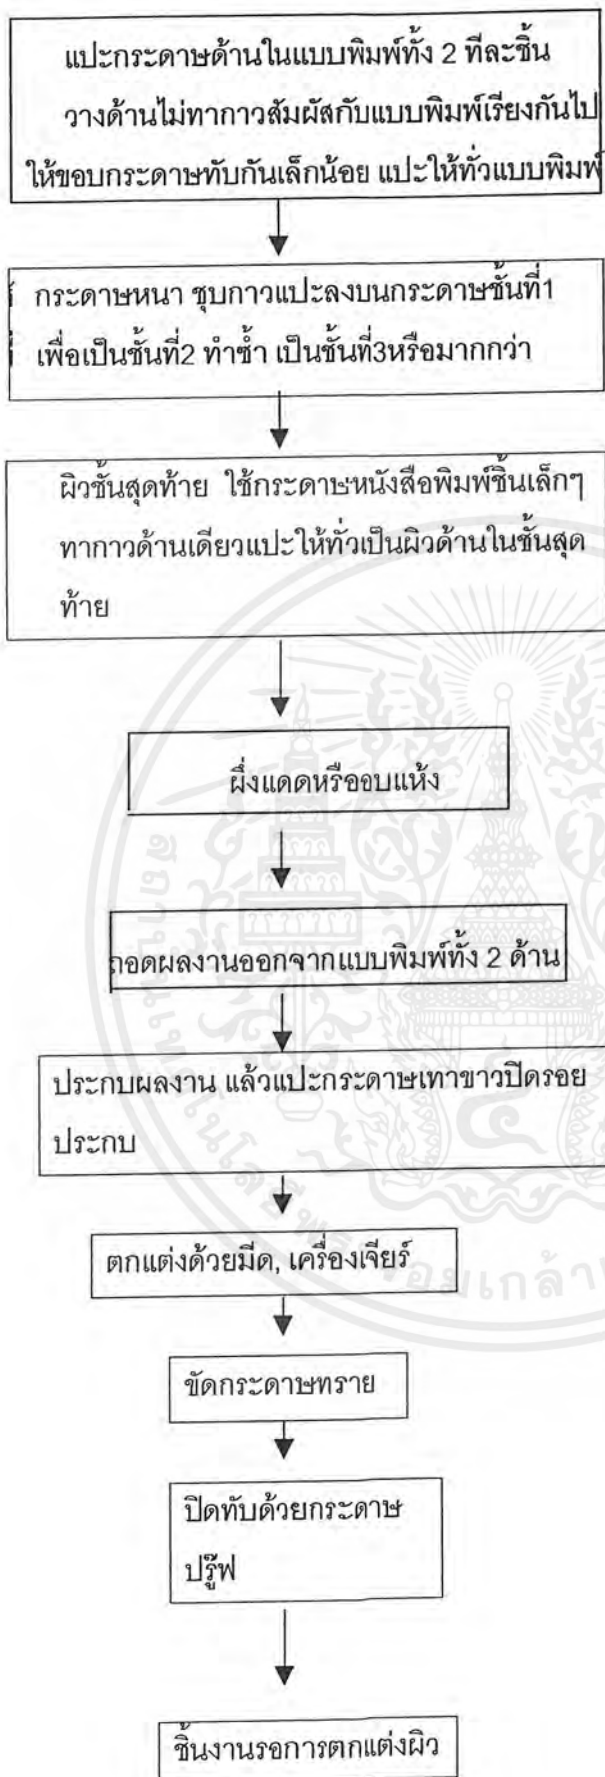 แปะกระดาษด้านในแบบพิมพ์ทั้ง 2 ทีละชิ้น
วางด้านไม่ทากาวสัมผัสกับแบบพิมพ์เรียงกันไป
ให้ขอบกระดาษทับกันเล็กน้อย แปะให้ทั่วแบบพิมพ์
กระดาษหนา ชุบกาวแปะลงบนกระดาษชั้นที่1
เพื่อเป็นชั้นที่2 ทำซ้ำ เป็นชั้นที่3หรือมากกว่า
ผิวชั้นสุดท้าย ใช้กระดาษหนังสือพิมพ์ชิ้นเล็กๆ
ทากาวด้านเดียวแปะให้ทั่วเป็นผิวด้านในชั้นสุด
ท้าย
ผึ่งแดดหรืออบแห้ง
ถอดผลงานออกจากแบบพิมพ์ทั้ง 2 ด้าน
ประกบผลงาน แล้วแปะกระดาษเทาขาวปิดรอย
ประกบ
ตกแต่งด้วยมีด, เครื่องเจียร์
ขัดกระดาษทราย
ปิดทับด้วยกระดาษ
ปรู๊ฟ
ชิ้นงานรอการตกแต่งผิว